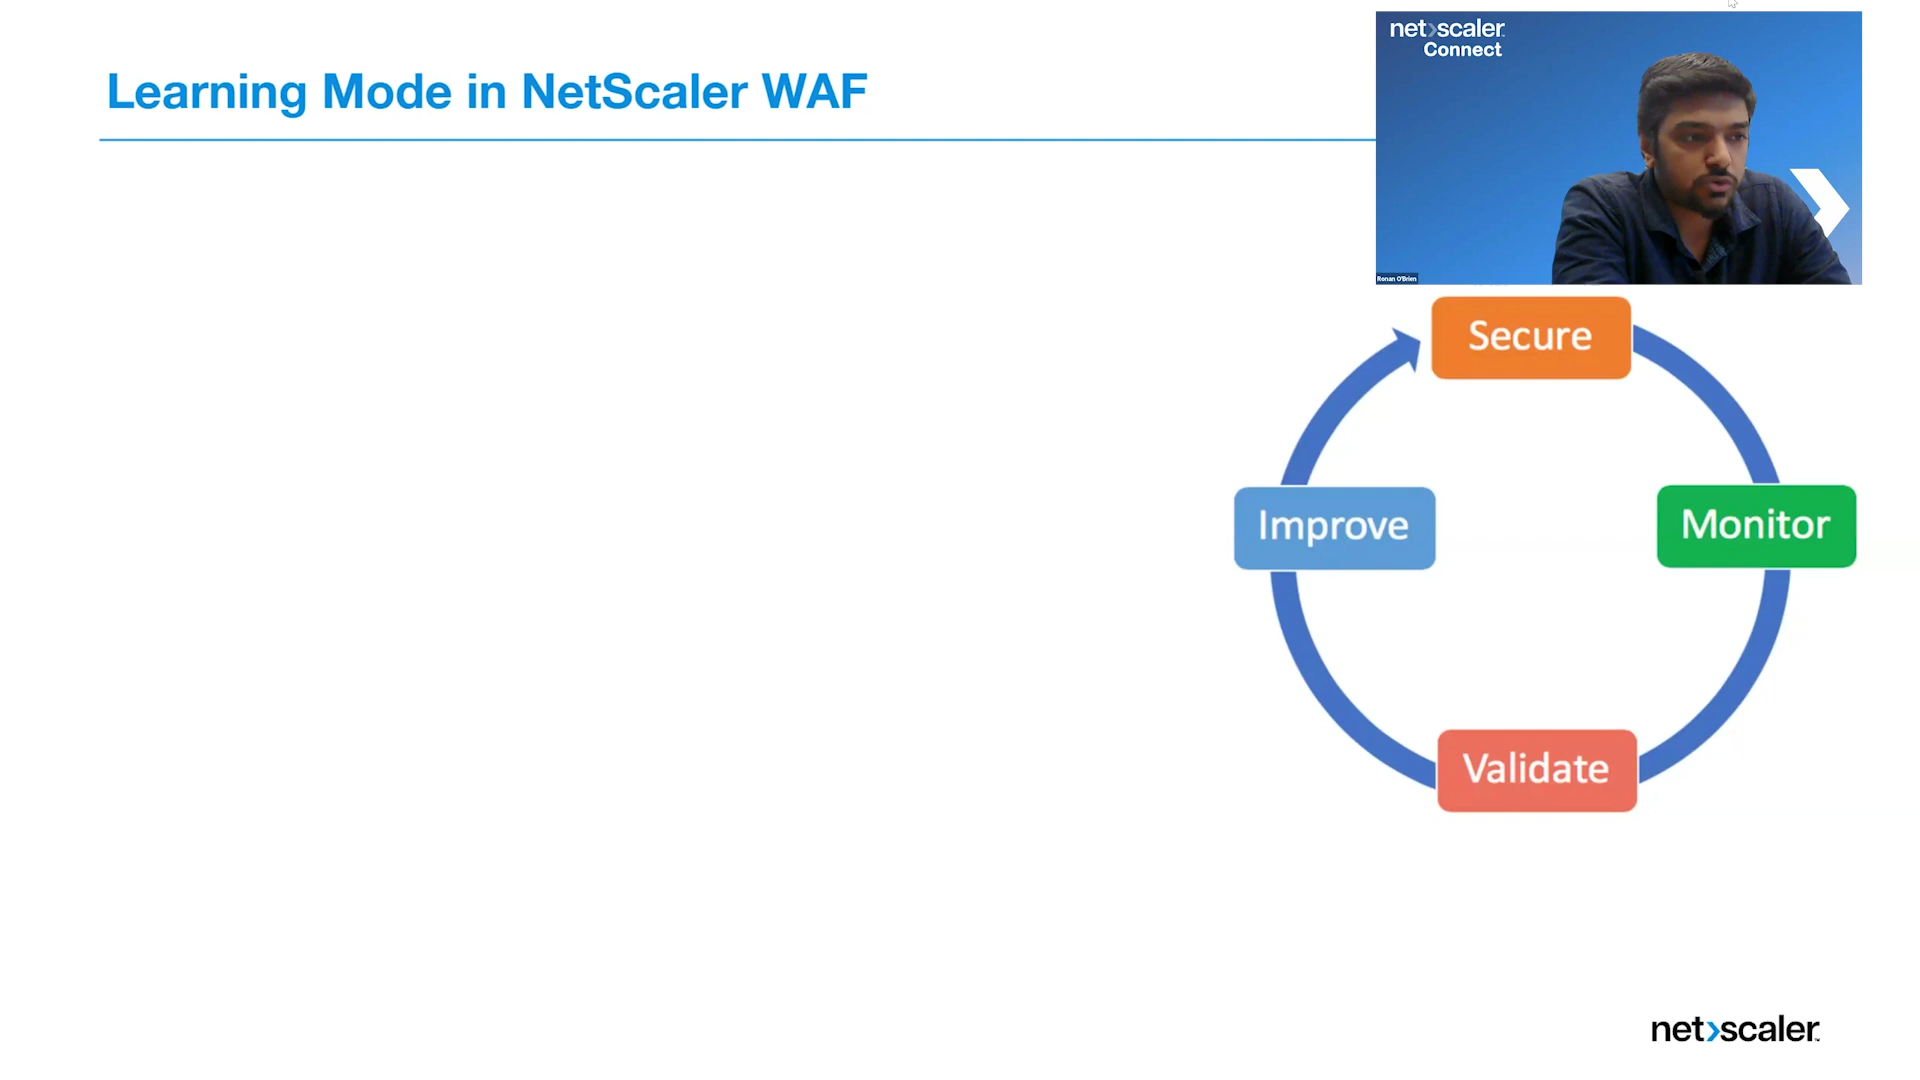 Learning Mode in NetScaler WAF
net>scaler
Connect
Ronan O'Brien
Secure
Improve
Monitor
Validate
net>scaler